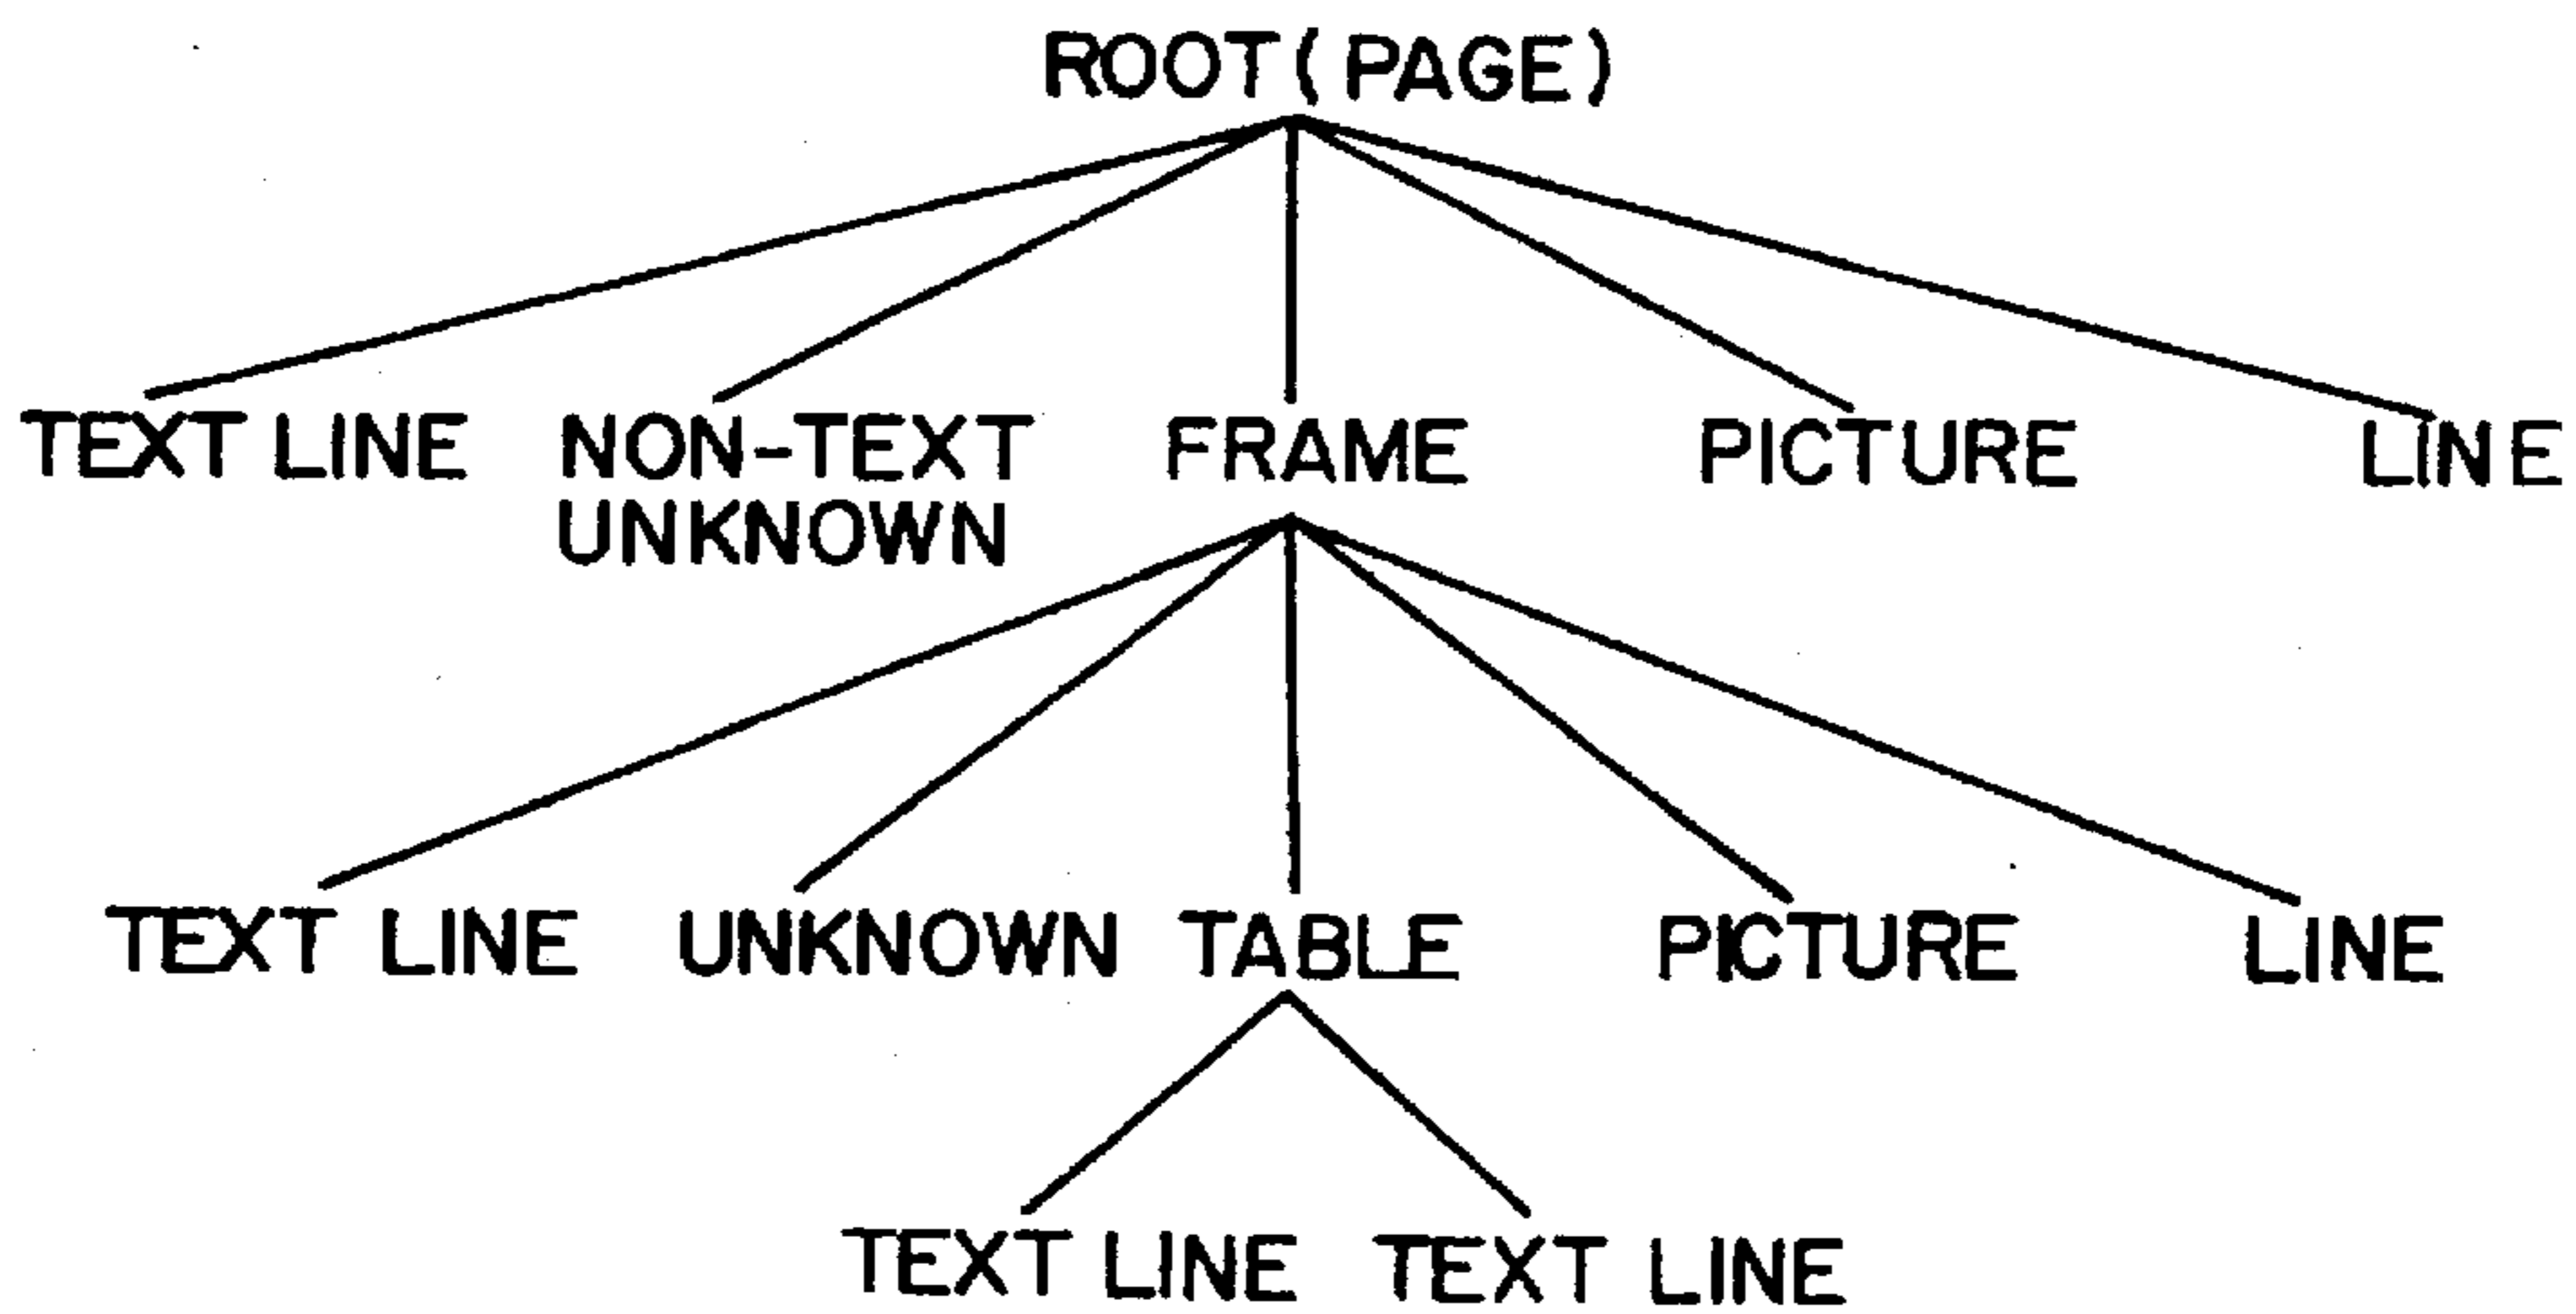 ROOT(PAGE)
TEXT LINE NON-TEXT UNKNOWN FRAME PICTURE LINE
TEXT LINE UNKNOWN TABLE PICTURE LINE
TEXT LINE TEXT LINE